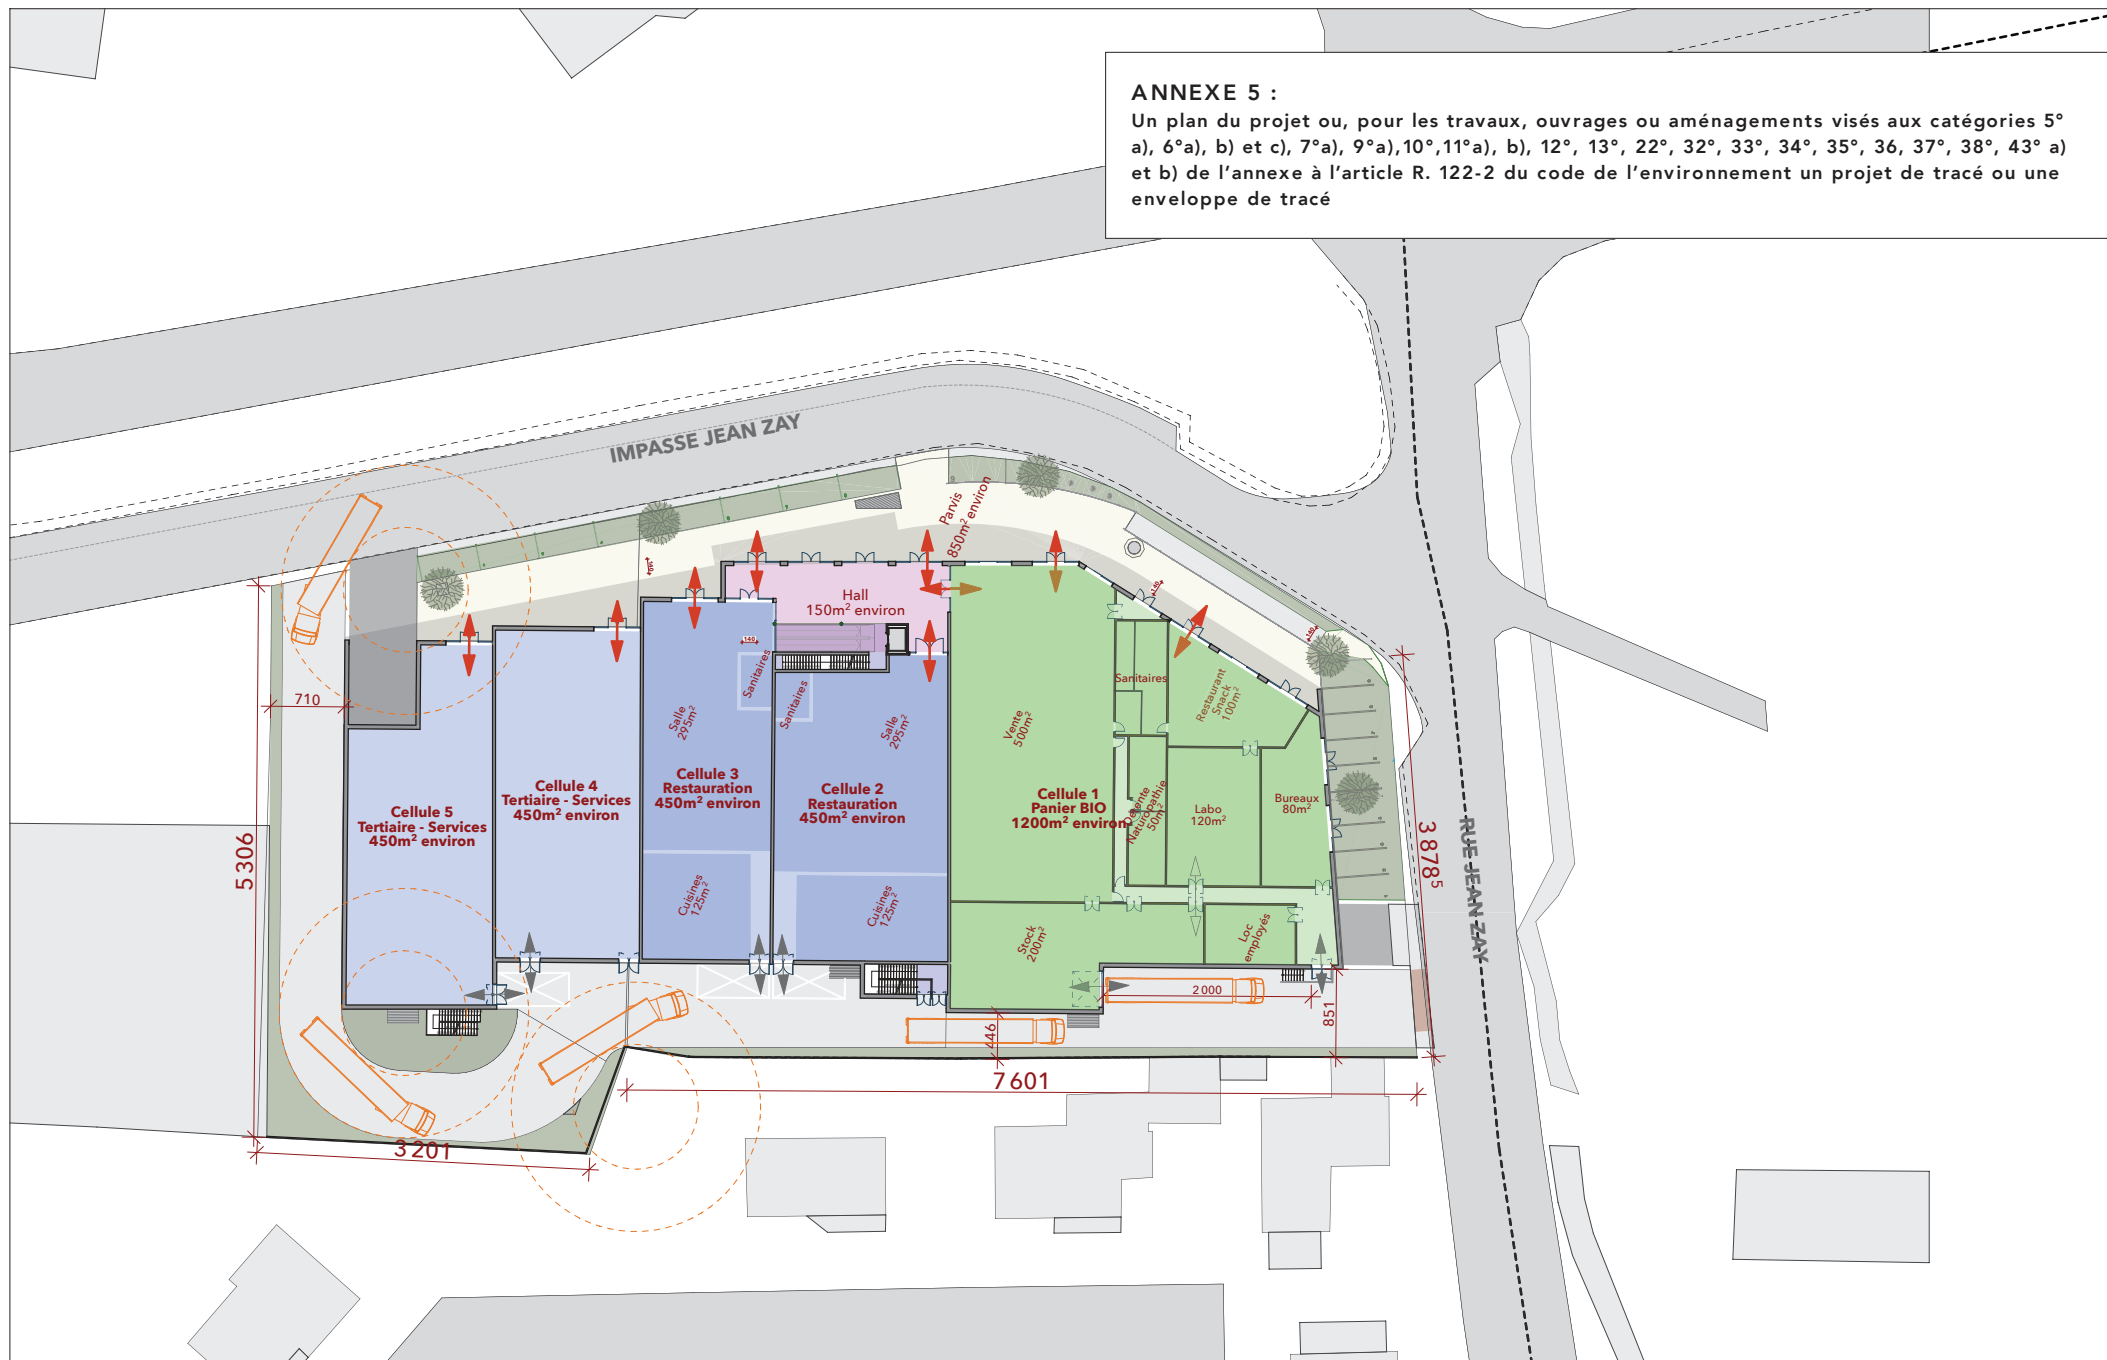 ANNEXE 5 :
Un plan du projet ou, pour les travaux, ouvrages ou aménagements visés aux catégories 5°
a), 6°a), b) et c), 7°a), 9°a),10°,11°a), b), 12°, 13°, 22°, 32°, 33°, 34°, 35°, 36, 37°, 38°, 43° a)
et b) de l’annexe à l’article R. 122-2 du code de l’environnement un projet de tracé ou une
enveloppe de tracé
IMPASSE JEAN ZAY
Parvis
850m² environ
140
140
140
140
Hall
150m² environ
710
Sanitaires
Sanitaires
Sanitaires
Restaurant
Snack
100m²
Salle
295m²
Salle
295m²
Vente
500m²
Cellule 5
Tertiaire - Services
450m² environ
Cellule 4
Tertiaire - Services
450m² environ
Cellule 3
Restauration
450m² environ
Cellule 2
Restauration
450m² environ
Cellule 1
Panier BIO
1200m² environ
Naturopathie
50m²
Labo
120m²
Bureaux
80m²
5 306
3 878⁵
RUE JEAN ZAY
Cuisines
125m²
Cuisines
125m²
Stock
200m²
Loc
employés
2 000
851
446
7 601
3 201